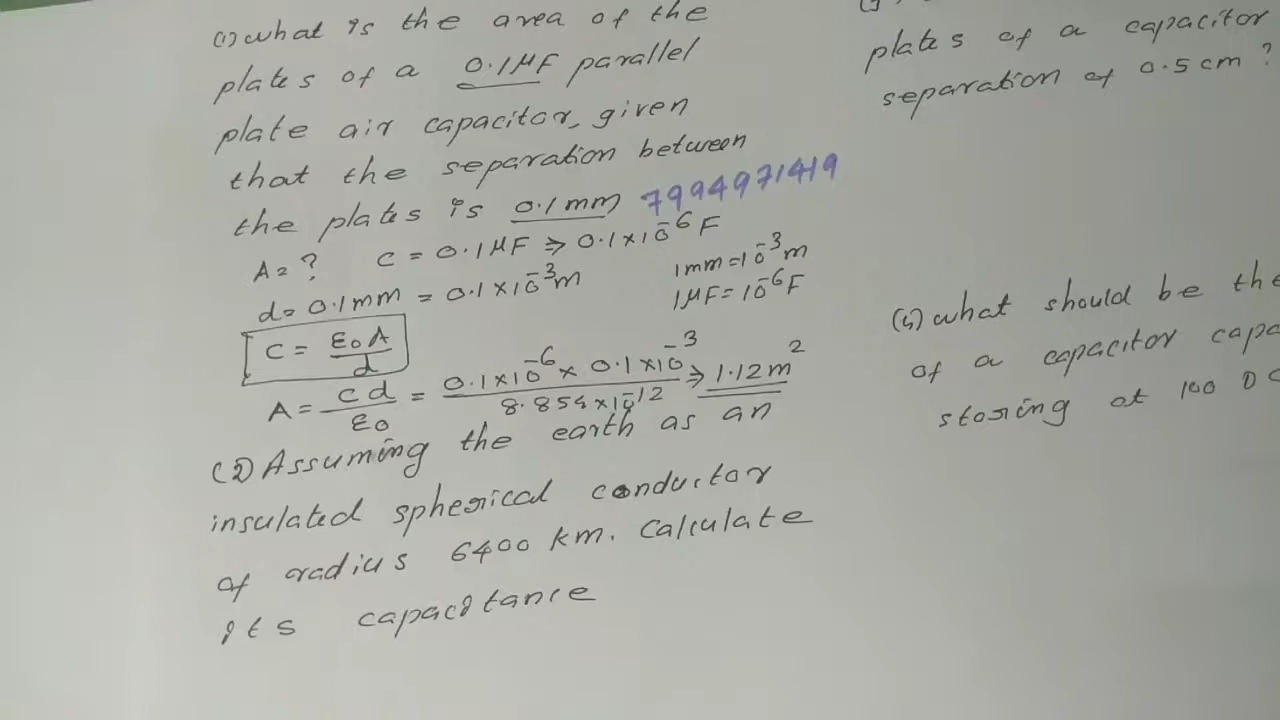 (1) what is the area of the
plates of a 0.1μF parallel
plate air capacitor, given
that the separation between
the plates is 0.1mm 7994971419
A = ? C = 0.1μF ⇒ 0.1×10⁻⁶F
d = 0.1mm = 0.1×10⁻³m
1mm = 10⁻³m
1μF = 10⁻⁶F
C = ε₀A/d
A = Cd/ε₀ = 0.1×10⁻⁶ × 0.1×10⁻³/8.854×10⁻¹² ⇒ 1.12m²
(2) Assuming the earth as an
insulated spherical conductor
of radius 6400 km. Calculate
its capacitance
plates of a capacitor
separation of 0.5cm?
(4) what should be the
of a capacitor capa
storing at 100